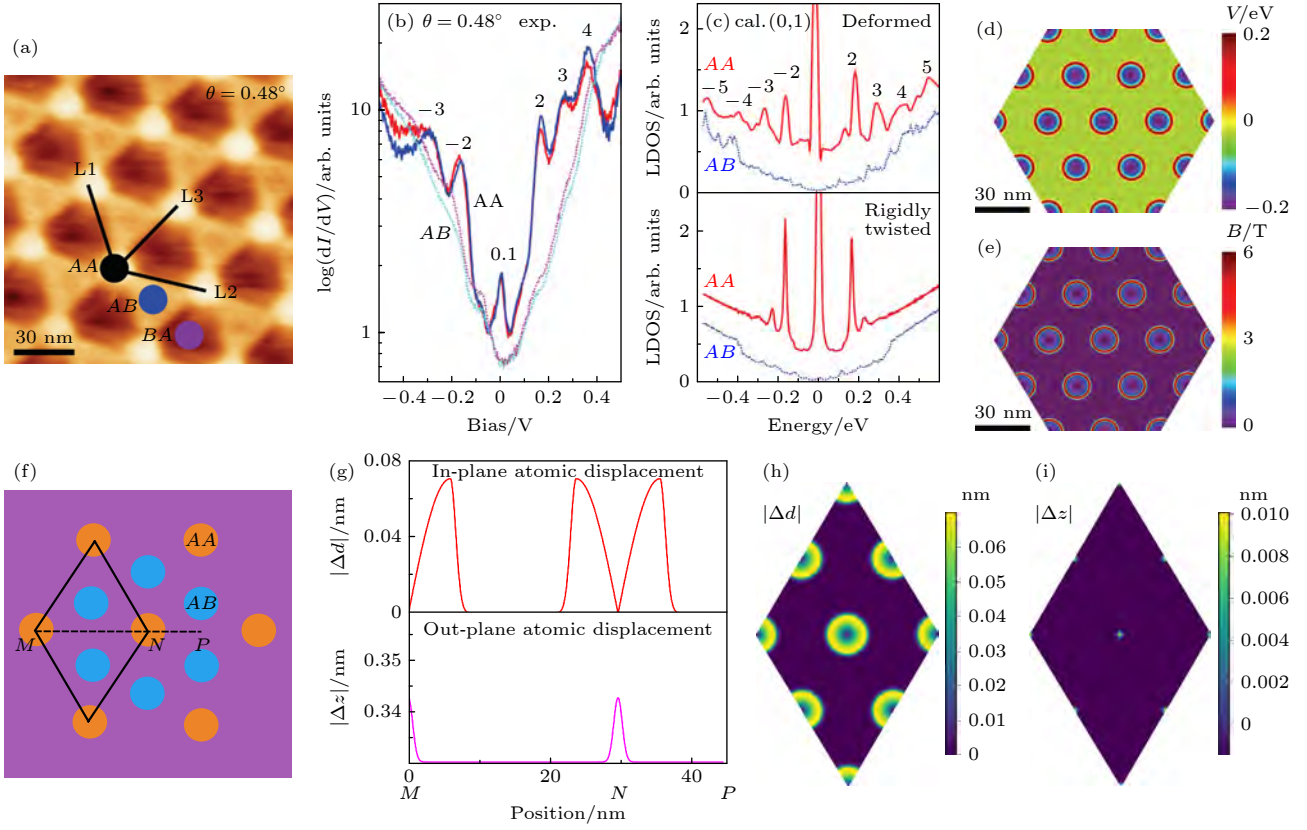 (a)
θ = 0.48°
L1
L3
AA
L2
AB
BA
30 nm
(b) θ = 0.48° exp.
log(dI/dV)/arb. units
10
1
−3
−2
0.1
2
3
4
AA
AB
−0.4 −0.2 0 0.2 0.4
Bias/V
(c) cal.(0,1) Deformed
LDOS/arb. units
2
1
0
AA
−5
−4
−3
−2
2
3
4
5
AB
Rigidly
twisted
LDOS/arb. units
2
1
0
AA
AB
−0.4 −0.2 0 0.2 0.4
Energy/eV
(d)
V/eV
0.2
0
−0.2
30 nm
(e)
B/T
6
3
0
30 nm
(f)
AA
AB
M N P
(g)
In-plane atomic displacement
|Δd|/nm
0.08
0.04
0
Out-plane atomic displacement
|Δz|/nm
0.35
0.34
0 20 40
M N P
Position/nm
(h)
|Δd|
nm
0.06
0.05
0.04
0.03
0.02
0.01
0
(i)
|Δz|
nm
0.010
0.008
0.006
0.004
0.002
0